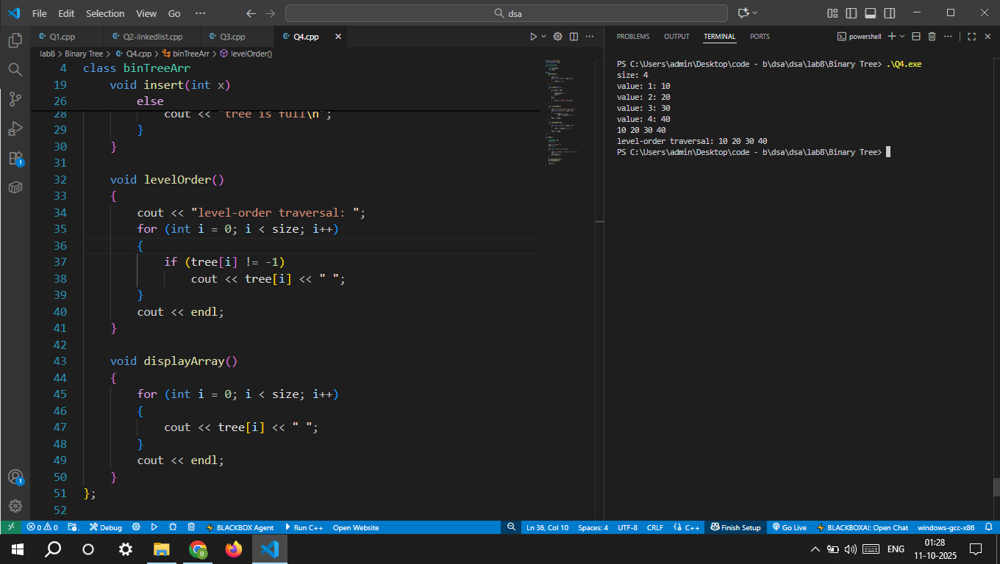 File Edit Selection View Go ··· dsa
Q1.cpp Q2-linkedlist.cpp Q3.cpp Q4.cpp
lab8 > Binary Tree > Q4.cpp > binTreeArr > levelOrder()
4 class binTreeArr
19 void insert(int x)
26 else
28 cout << "tree is full\n";
29 }
30 }
31
32 void levelOrder()
33 {
34 cout << "level-order traversal: ";
35 for (int i = 0; i < size; i++)
36 {
37 if (tree[i] != -1)
38 cout << tree[i] << " ";
39 }
40 cout << endl;
41 }
42
43 void displayArray()
44 {
45 for (int i = 0; i < size; i++)
46 {
47 cout << tree[i] << " ";
48 }
49 cout << endl;
50 }
51 };
52
PROBLEMS OUTPUT TERMINAL PORTS powershell
PS C:\Users\admin\Desktop\code - b\dsa\dsa\lab8\Binary Tree> .\Q4.exe
size: 4
value: 1: 10
value: 2: 20
value: 3: 30
value: 4: 40
10 20 30 40
level-order traversal: 10 20 30 40
PS C:\Users\admin\Desktop\code - b\dsa\dsa\lab8\Binary Tree>
1
1
0 0 Debug BLACKBOX Agent Run C++ Open Website Ln 36, Col 10 Spaces: 4 UTF-8 CRLF {} C++ Finish Setup Go Live BLACKBOXAI: Open Chat windows-gcc-x86
B ENG 01:28
11-10-2025